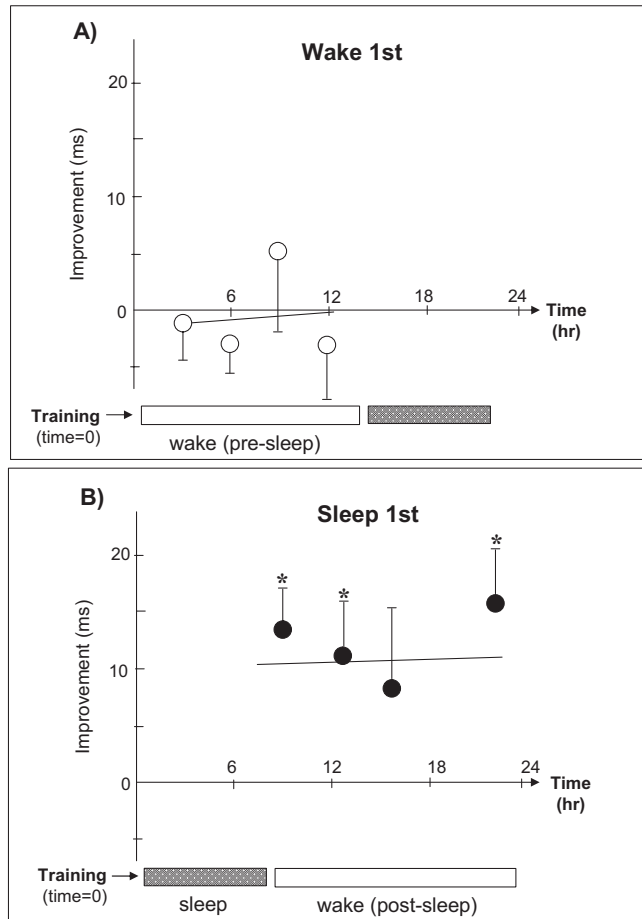 A)
Wake 1st
Improvement (ms)
20
10
0
6
12
18
24
Time
(hr)
Training
(time=0)
wake (pre-sleep)
B)
Sleep 1st
Improvement (ms)
20
10
0
*
*
*
6
12
18
24
Time
(hr)
Training
(time=0)
sleep
wake (post-sleep)